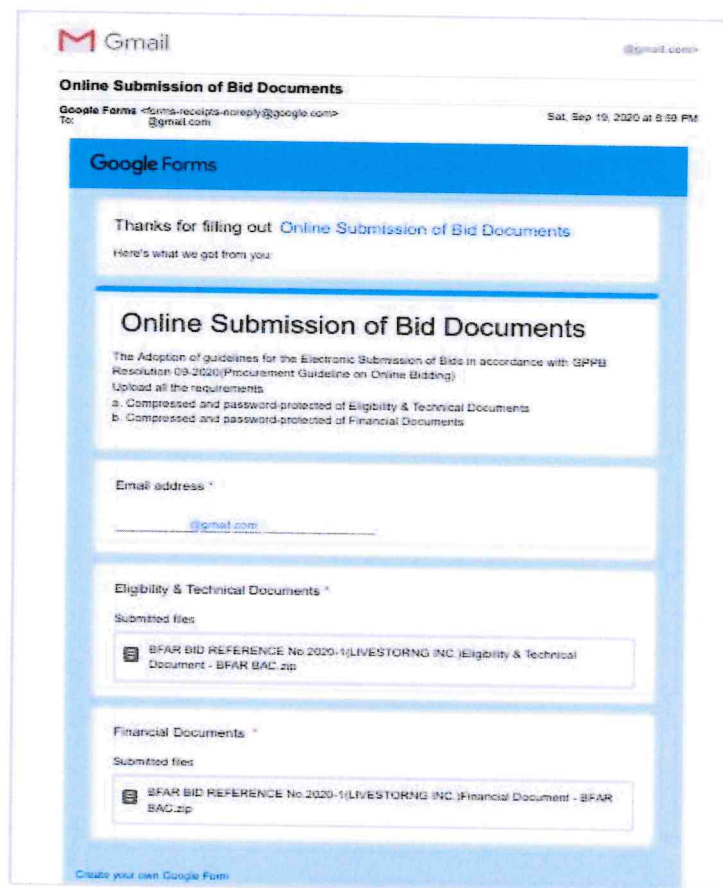 Gmail
@gmail.com>
Online Submission of Bid Documents
Google Forms <forms-receipts-noreply@google.com>
Sat, Sep 19, 2020 at 6:59 PM
To:
@gmail.com
Google Forms
Thanks for filling out Online Submission of Bid Documents
Here's what we got from you:
Online Submission of Bid Documents
The Adoption of guidelines for the Electronic Submission of Bids in accordance with GPPB
Resolution 09-2020(Procurement Guideline on Online Bidding)
Upload all the requirements
a. Compressed and password-protected of Eligibility & Technical Documents
b. Compressed and password-protected of Financial Documents
Email address *
@gmail.com
Eligibility & Technical Documents *
Submitted files
BFAR BID REFERENCE No.2020-1(LIVESTORNG INC.)Eligibility & Technical
Document - BFAR BAC.zip
Financial Documents *
Submitted files
BFAR BID REFERENCE No.2020-1(LIVESTORNG INC.)Financial Document - BFAR
BAC.zip
Create your own Google Form